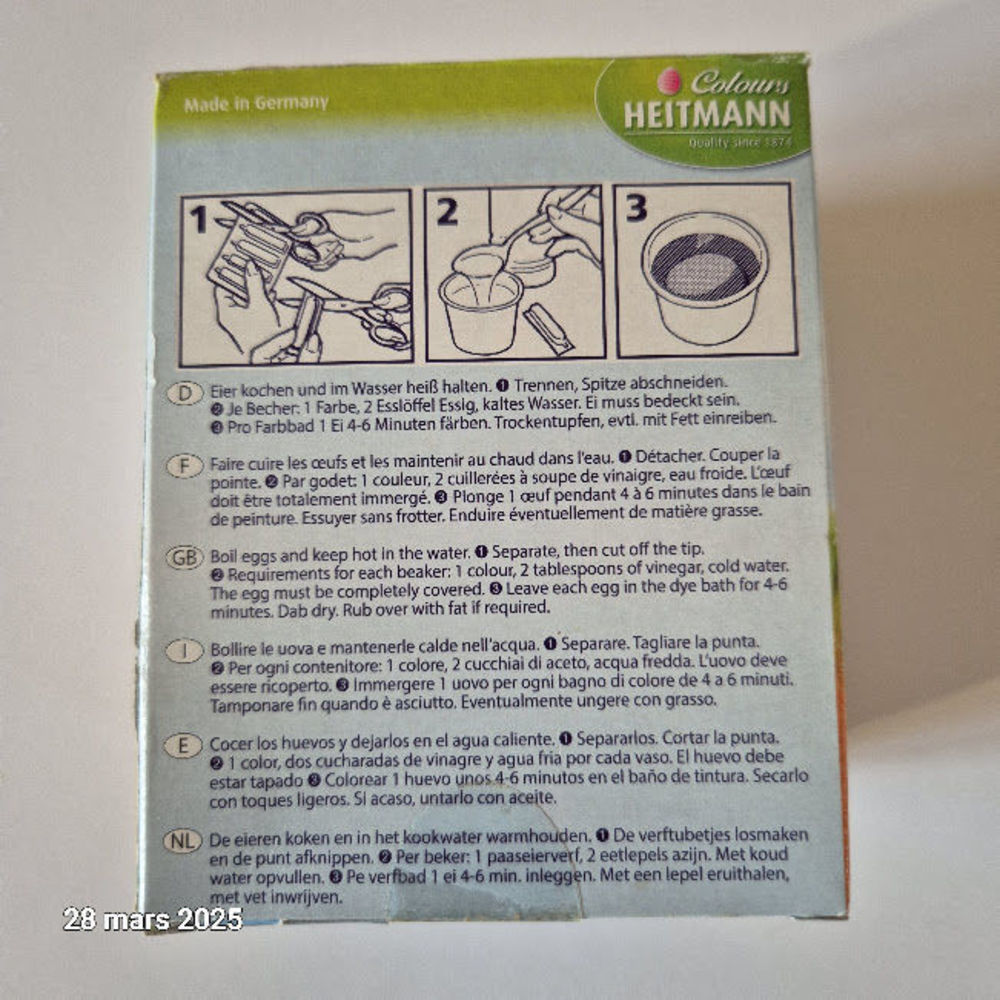 Made in Germany
Colours
HEITMANN
Quality since 1874
1
2
3
D
Eier kochen und im Wasser heiß halten. ❶ Trennen, Spitze abschneiden.
❷ Je Becher: 1 Farbe, 2 Esslöffel Essig, kaltes Wasser. Ei muss bedeckt sein.
❸ Pro Farbbad 1 Ei 4-6 Minuten färben. Trockentupfen, evtl. mit Fett einreiben.
F
Faire cuire les œufs et les maintenir au chaud dans l'eau. ❶ Détacher. Couper la
pointe. ❷ Par godet: 1 couleur, 2 cuillerées à soupe de vinaigre, eau froide. L'œuf
doit être totalement immergé. ❸ Plonge 1 œuf pendant 4 à 6 minutes dans le bain
de peinture. Essuyer sans frotter. Enduire éventuellement de matière grasse.
GB
Boil eggs and keep hot in the water. ❶ Separate, then cut off the tip.
❷ Requirements for each beaker: 1 colour, 2 tablespoons of vinegar, cold water.
The egg must be completely covered. ❸ Leave each egg in the dye bath for 4-6
minutes. Dab dry. Rub over with fat if required.
I
Bollire le uova e mantenerle calde nell'acqua. ❶ Separare. Tagliare la punta.
❷ Per ogni contenitore: 1 colore, 2 cucchiai di aceto, acqua fredda. L'uovo deve
essere ricoperto. ❸ Immergere 1 uovo per ogni bagno di colore de 4 a 6 minuti.
Tamponare fin quando è asciutto. Eventualmente ungere con grasso.
E
Cocer los huevos y dejarlos en el agua caliente. ❶ Separarlos. Cortar la punta.
❷ 1 color, dos cucharadas de vinagre y agua fria por cada vaso. El huevo debe
estar tapado ❸ Colorear 1 huevo unos 4-6 minutos en el baño de tintura. Secarlo
con toques ligeros. Si acaso, untarlo con aceite.
NL
De eieren koken en in het kookwater warmhouden. ❶ De verftubetjes losmaken
en de punt afknippen. ❷ Per beker: 1 paaseierverf, 2 eetlepels azijn. Met koud
water opvullen. ❸ Pe verfbad 1 ei 4-6 min. inleggen. Met een lepel eruithalen,
met vet inwrijven.
28 mars 2025